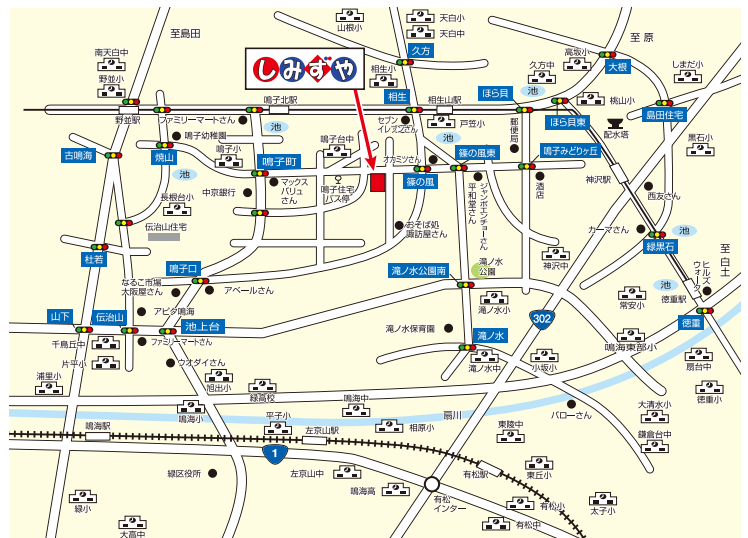 山根小
天白小
天白中
至島田
至 原
南天白中
野並小
しみずや
久方
相生小
相生
高坂小
久方中
大根
しまだ小
池
ほら貝
桃山小
島田住宅
鳴子北駅
相生山駅
野並駅
ファミリーマートさん
池
セブン
イレブンさん
戸笠小
郵便局
ほら貝東
配水塔
黒石小
鳴子幼稚園
古鳴海
焼山
鳴子小
鳴子台中
池
オカミソさん
篠の風東
鳴子みどりヶ丘
鳴子町
篠の風
神沢駅
池
中京銀行
マックス
バリュ
さん
鳴子住宅
バス停
ジャンボエンチョーさん
平和堂さん
酒店
西友さん
長根台小
伝治山住宅
おそば処
諏訪屋さん
カーマさん
池
緑黒石
至白土
杜若
滝ノ水
公園
神沢中
鳴子口
滝ノ水公園南
ヒルズ
ウォーク
なるこ市場
大阪屋さん
アベールさん
池
徳重駅
滝ノ水小
常安小
アピタ鳴海
山下
伝治山
池上台
302
徳重
滝ノ水保育園
滝ノ水
千鳥丘中
ファミリーマートさん
鳴海東部小
片平小
ウオダイさん
滝ノ水中
小坂小
扇台中
浦里小
旭出小
緑高校
徳重小
鳴海小
鳴海中
平子小
扇川
バローさん
大清水小
鳴海駅
左京山駅
相原小
東陵中
鎌倉台中
1
緑区役所
左京山中
有松駅
東丘小
鳴海高
緑小
有松
インター
有松小
太子小
大高中
有松中